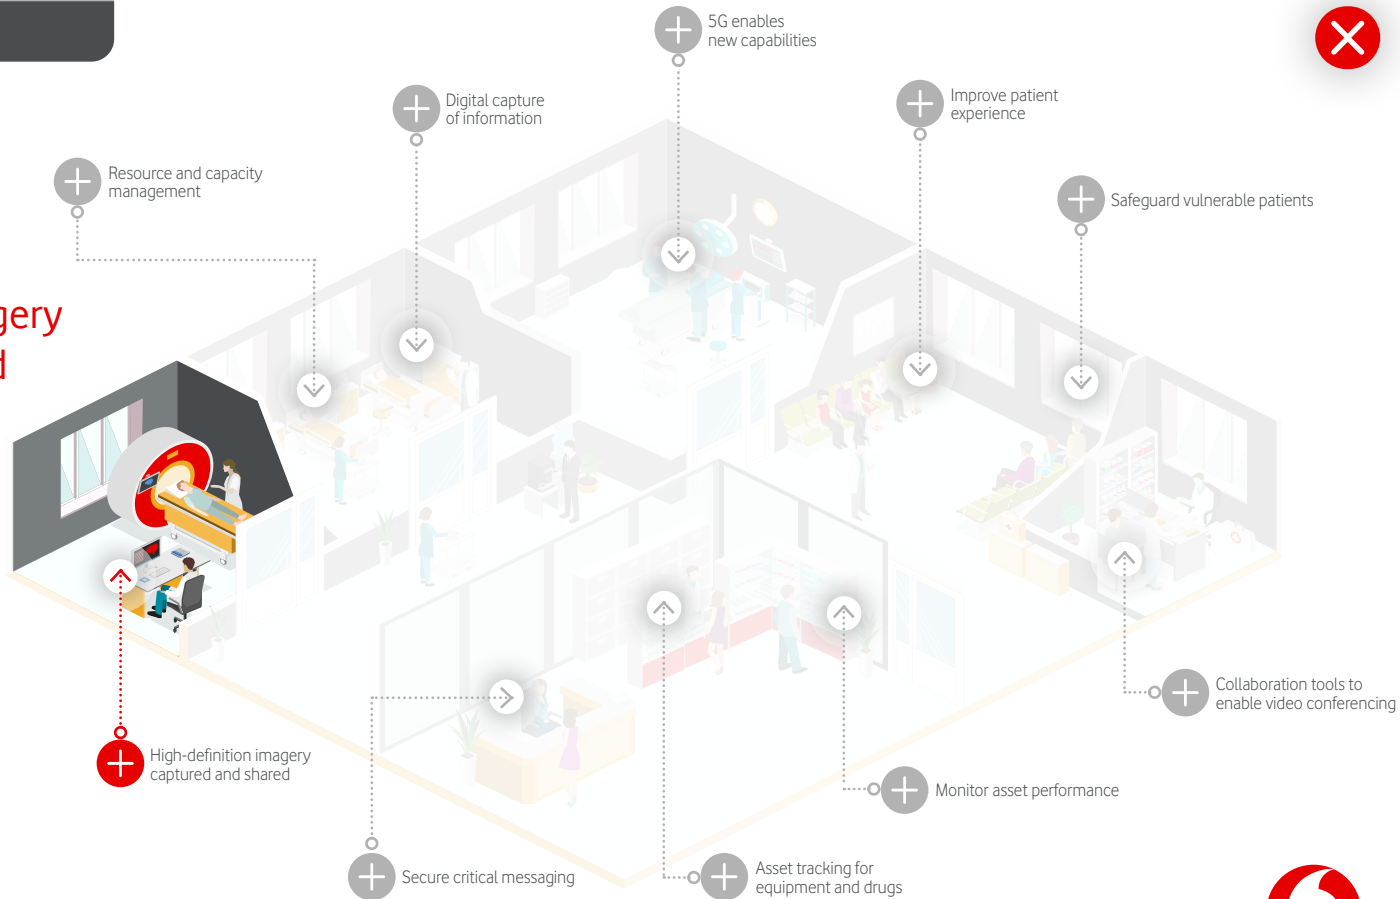 5G enables
new capabilities
Digital capture
of information
Improve patient
experience
Resource and capacity
management
Safeguard vulnerable patients
gery
d
Collaboration tools to
enable video conferencing
High-definition imagery
captured and shared
Monitor asset performance
Secure critical messaging
Asset tracking for
equipment and drugs